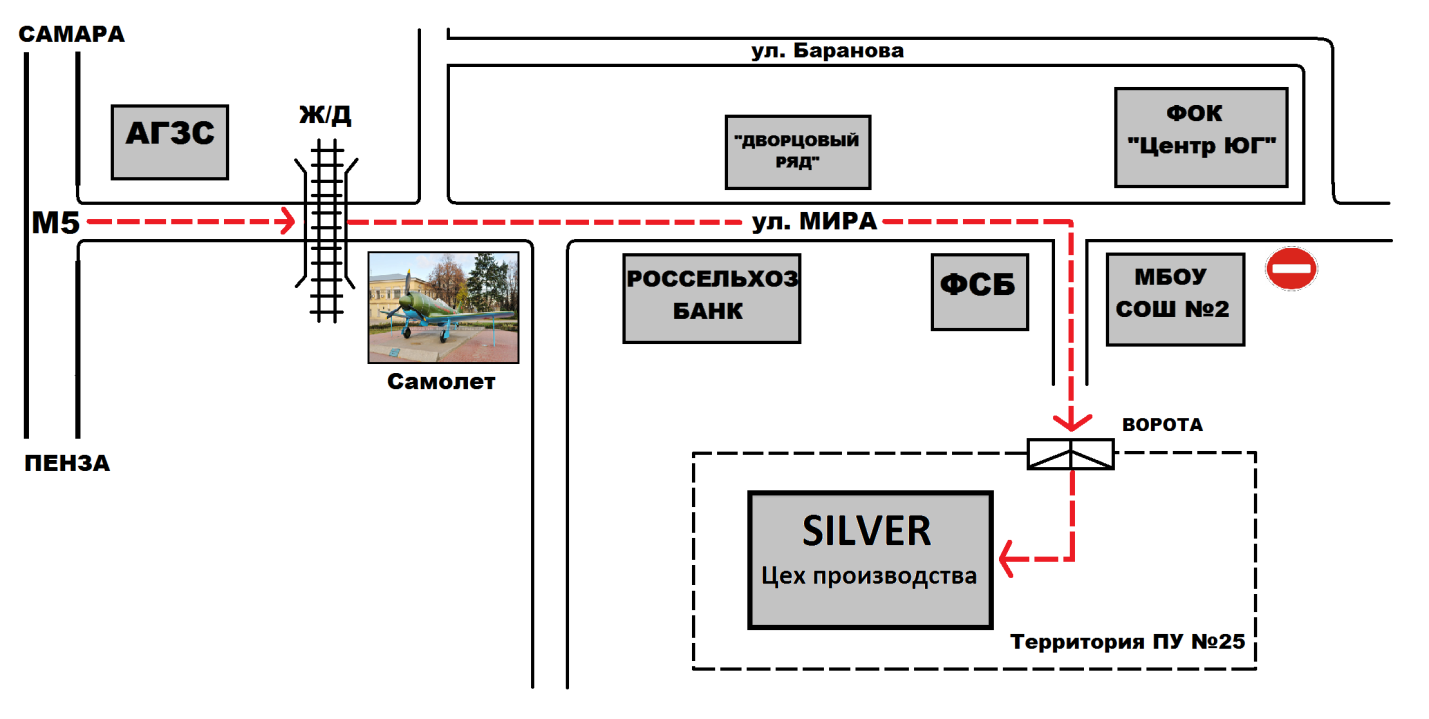 САМАРА
ул. Баранова
АГЗС
Ж/Д
"ДВОРЦОВЫЙ
РЯД"
ФОК
"Центр ЮГ"
М5
ул. МИРА
РОССЕЛЬХОЗ
БАНК
ФСБ
МБОУ
СОШ №2
Самолет
ВОРОТА
ПЕНЗА
SILVER
Цех производства
Территория ПУ №25